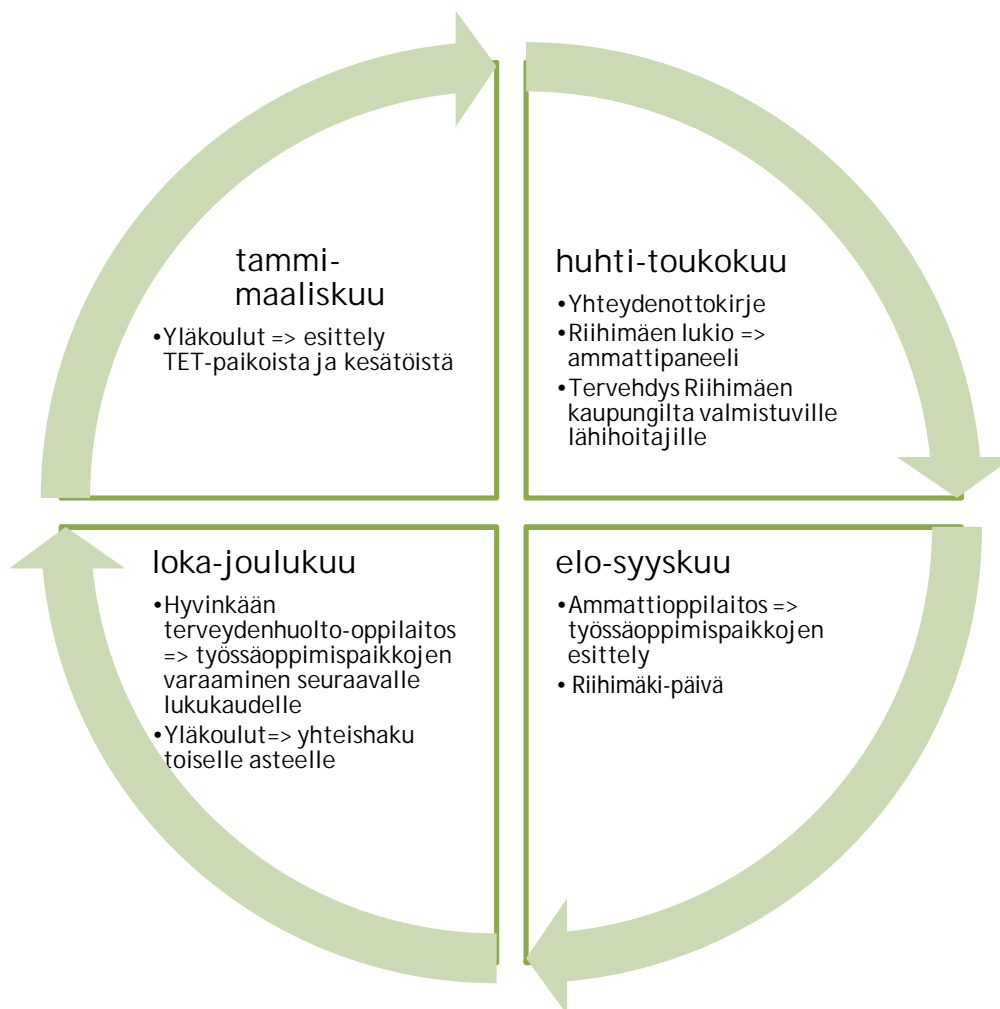 tammi-
maaliskuu
•Yläkoulut => esittely
TET-paikoista ja kesätöistä
huhti-toukokuu
•Yhteydenottokirje
•Riihimäen lukio =>
ammattipaneeli
•Tervehdys Riihimäen
kaupungilta valmistuville
lähihoitajille
elo-syyskuu
•Ammattioppilaitos =>
työssäoppimispaikkojen
esittely
• Riihimäki-päivä
loka-joulukuu
•Hyvinkään
terveydenhuolto-oppilaitos
=> työssäoppimispaikkojen
varaaminen seuraavalle
lukukaudelle
•Yläkoulut=> yhteishaku
toiselle asteelle